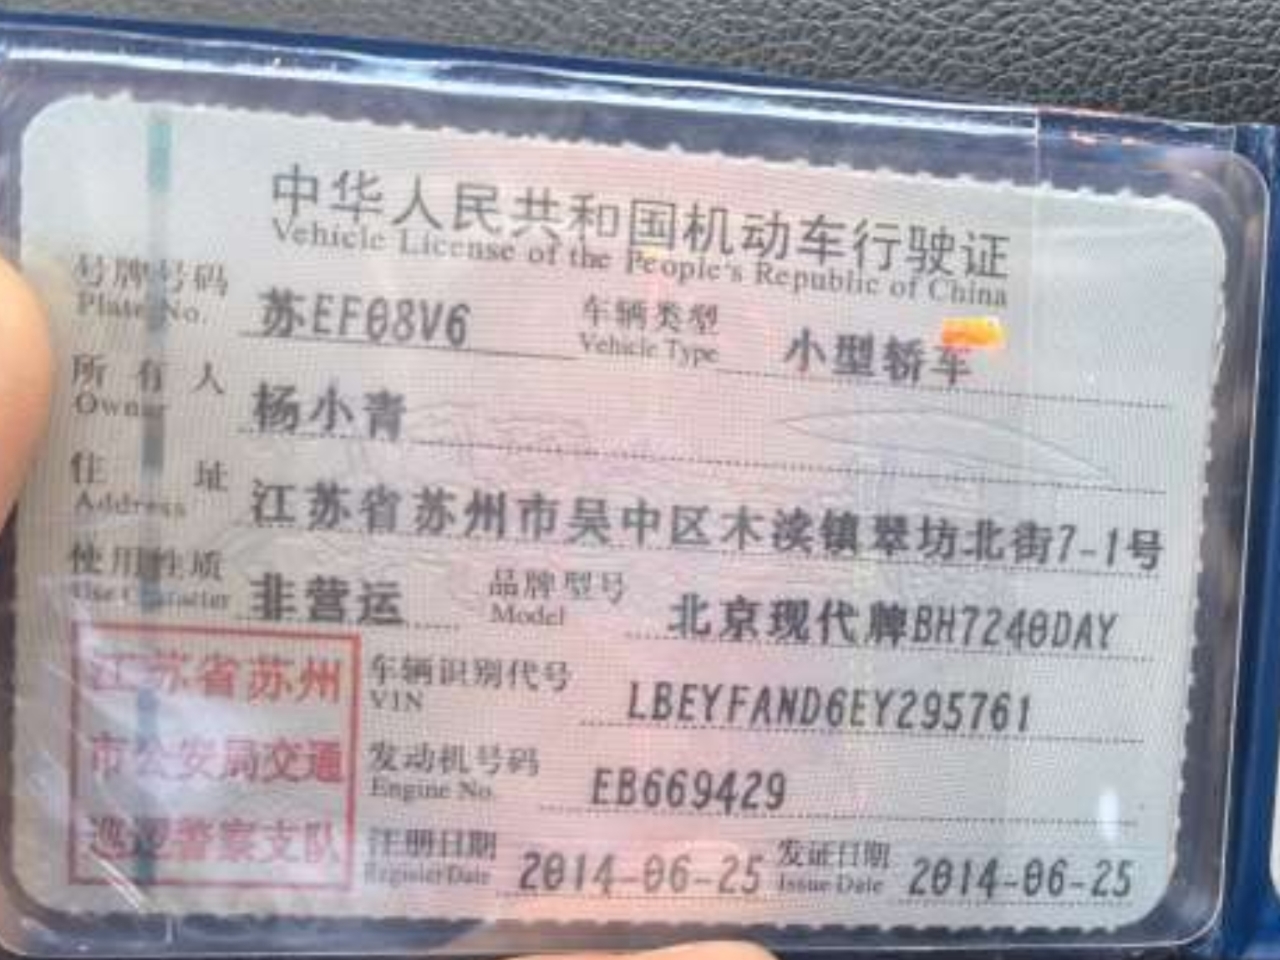 中华人民共和国机动车行驶证
Vehicle License of the People's Republic of China
号牌号码 苏EF08V6 车辆类型 小型轿车
Plate No. Vehicle Type
所有人 杨小青
Owner
住址 江苏省苏州市吴中区木渎镇翠坊北街7-1号
Address
使用性质 非营运 品牌型号 北京现代牌BH7240DAY
Use Character Model
江苏省苏州
市公安局交通
巡逻警察支队
车辆识别代号 LBEYFAND6EY295761
VIN
发动机号码 EB669429
Engine No.
注册日期 2014-06-25 发证日期 2014-06-25
Register Date Issue Date